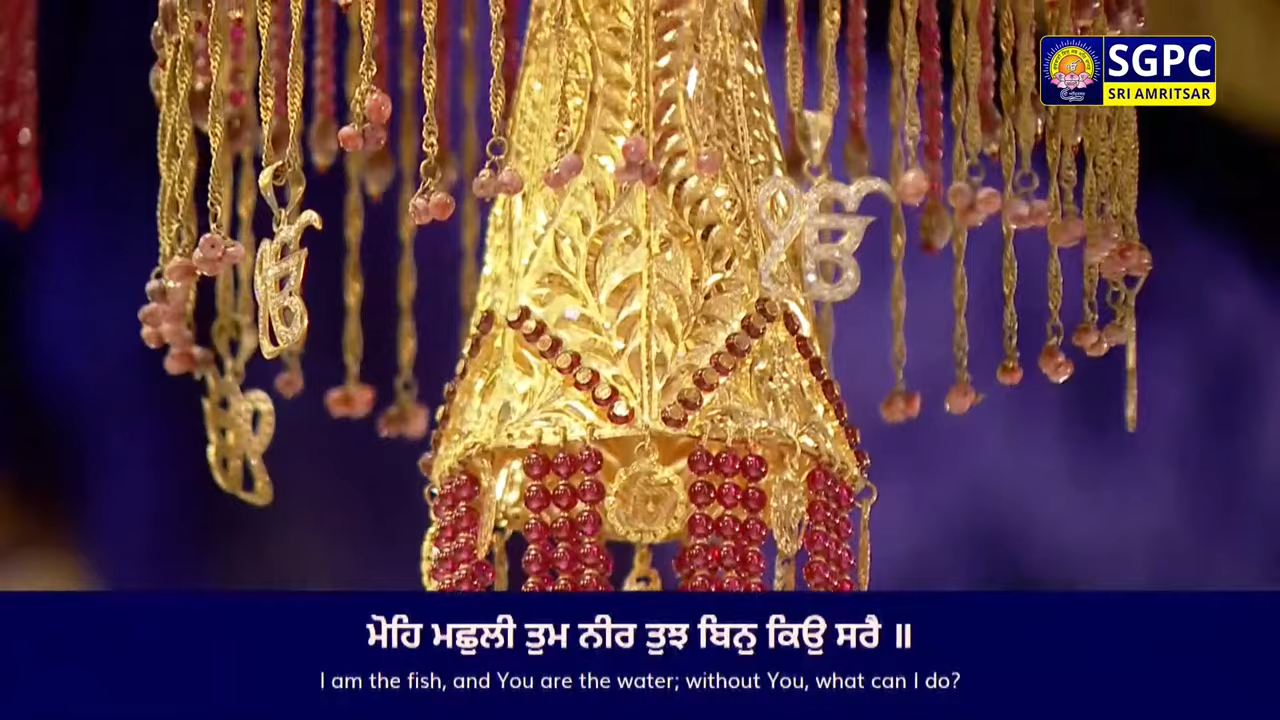 SGPC
SRI AMRITSAR
ੴ
ੴ
ਮੋਹਿ ਮਛੁਲੀ ਤੁਮ ਨੀਰ ਤੁਝ ਬਿਨੁ ਕਿਉ ਸਰੈ ॥
I am the fish, and You are the water; without You, what can I do?